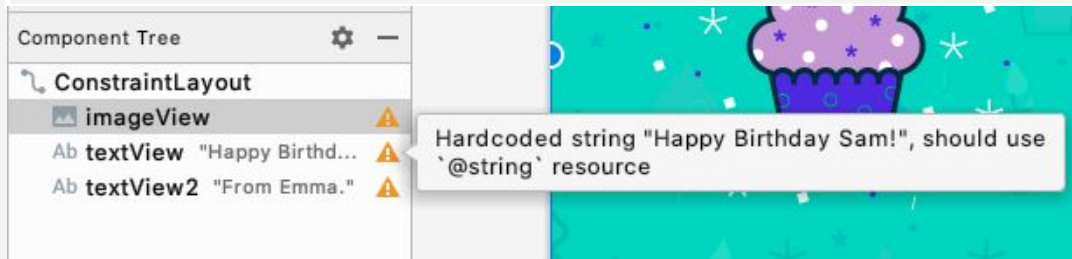 Component Tree
ConstraintLayout
imageView
Ab textView "Happy Birthd...
Hardcoded string "Happy Birthday Sam!", should use
`@string` resource
Ab textView2 "From Emma."